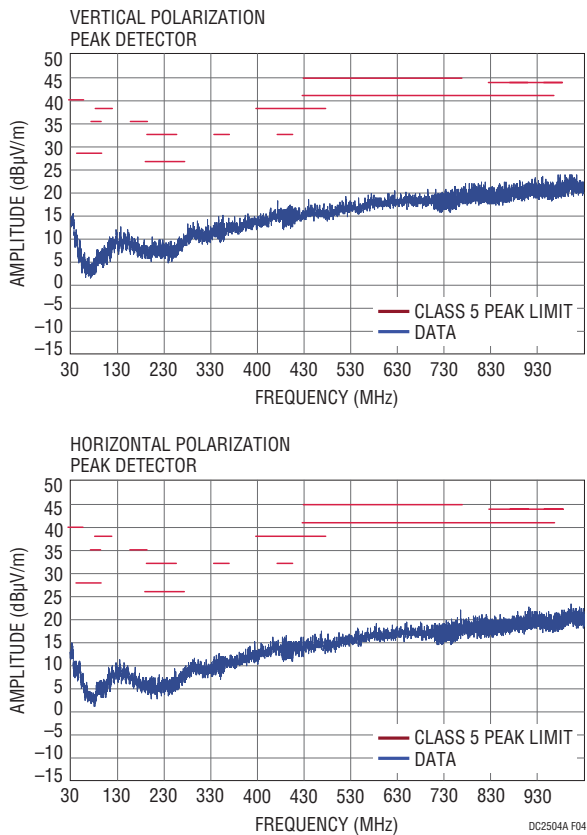 VERTICAL POLARIZATION
PEAK DETECTOR
50
45
40
35
30
25
20
15
10
5
0
–5
–10
–15
AMPLITUDE (dBµV/m)
CLASS 5 PEAK LIMIT
DATA
30 130 230 330 430 530 630 730 830 930
FREQUENCY (MHz)
HORIZONTAL POLARIZATION
PEAK DETECTOR
50
45
40
35
30
25
20
15
10
5
0
–5
–10
–15
AMPLITUDE (dBµV/m)
CLASS 5 PEAK LIMIT
DATA
30 130 230 330 430 530 630 730 830 930
FREQUENCY (MHz)
DC2504A F04